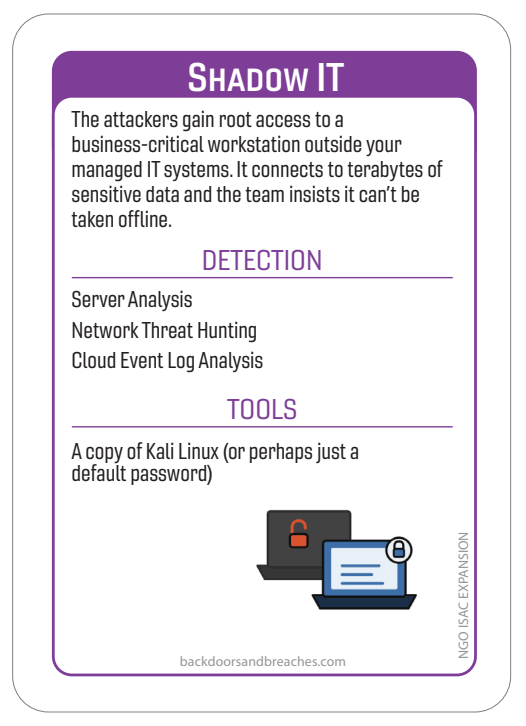 Shadow IT
The attackers gain root access to a
business-critical workstation outside your
managed IT systems. It connects to terabytes of
sensitive data and the team insists it can't be
taken offline.
DETECTION
Server Analysis
Network Threat Hunting
Cloud Event Log Analysis
TOOLS
A copy of Kali Linux (or perhaps just a
default password)
NGO ISAC EXPANSION
backdoorsandbreaches.com